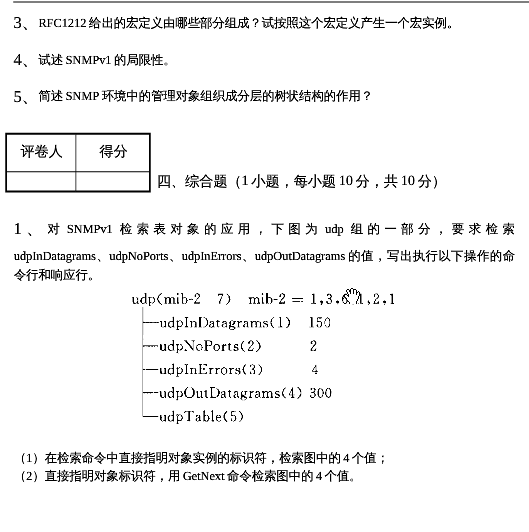 3、RFC1212 给出的宏定义由哪些部分组成？试按照这个宏定义产生一个宏实例。
4、试述 SNMPv1 的局限性。
5、简述 SNMP 环境中的管理对象组织成分层的树状结构的作用？
评卷人 得分
四、综合题（1 小题，每小题 10 分，共 10 分）
1、对 SNMPv1 检索表对象的应用，下图为 udp 组的一部分，要求检索
udpInDatagrams、udpNoPorts、udpInErrors、udpOutDatagrams 的值，写出执行以下操作的命
令行和响应行。
udp(mib-2 7) mib-2 = 1,3.6.1,2,1
udpInDatagrams(1) 150
udpNoPorts(2) 2
udpInErrors(3) 4
udpOutDatagrams(4) 300
udpTable(5)
（1）在检索命令中直接指明对象实例的标识符，检索图中的 4 个值；
（2）直接指明对象标识符，用 GetNext 命令检索图中的 4 个值。